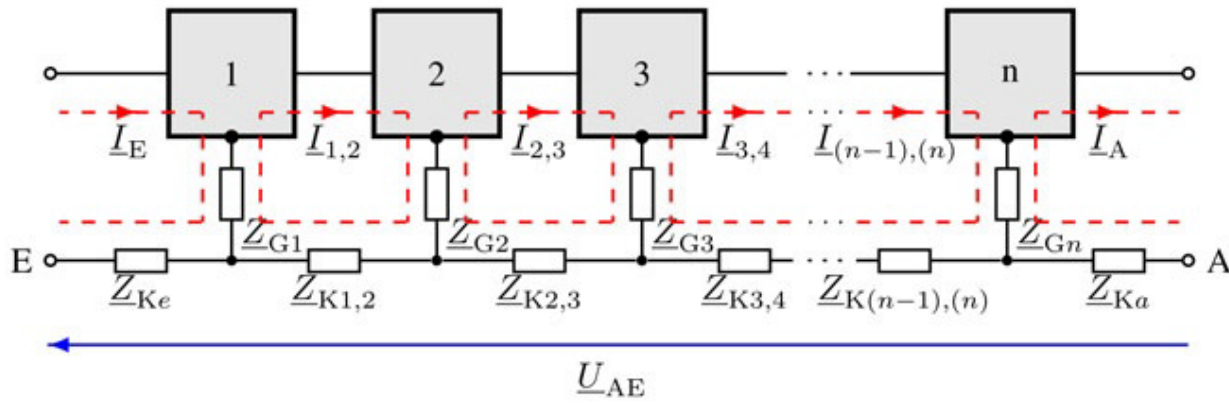 1 2 3 n
I_E I_1,2 I_2,3 I_3,4 I_(n−1),(n) I_A
Z_G1 Z_G2 Z_G3 Z_Gn
E A
Z_Ke Z_K1,2 Z_K2,3 Z_K3,4 Z_K(n−1),(n) Z_Ka
U_AE